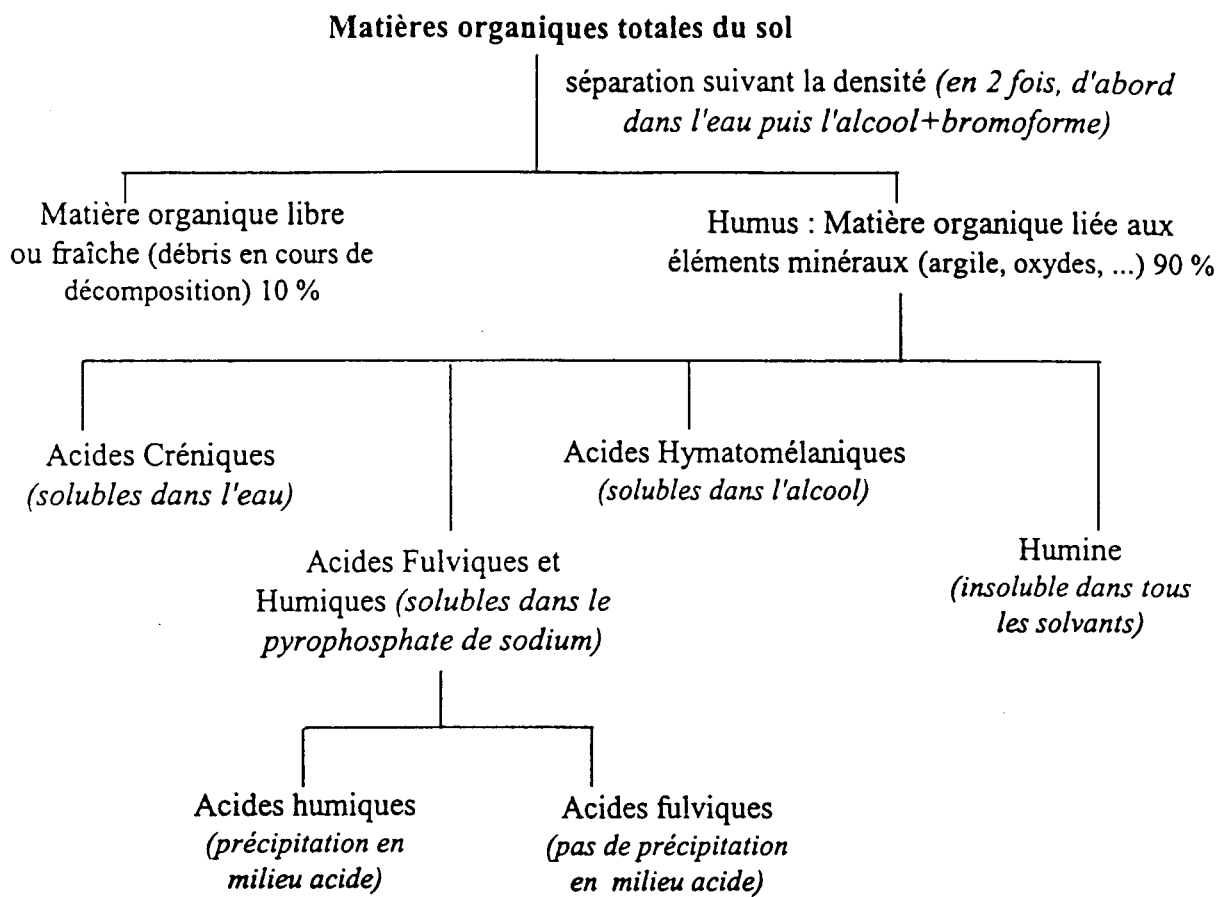 Matières organiques totales du sol
séparation suivant la densité (en 2 fois, d'abord
dans l'eau puis l'alcool+bromoforme)
Matière organique libre
ou fraîche (débris en cours de
décomposition) 10 %
Humus : Matière organique liée aux
éléments minéraux (argile, oxydes, ...) 90 %
Acides Créniques
(solubles dans l'eau)
Acides Hymatomélaniques
(solubles dans l'alcool)
Acides Fulviques et
Humiques (solubles dans le
pyrophosphate de sodium)
Humine
(insoluble dans tous
les solvants)
Acides humiques
(précipitation en
milieu acide)
Acides fulviques
(pas de précipitation
en milieu acide)